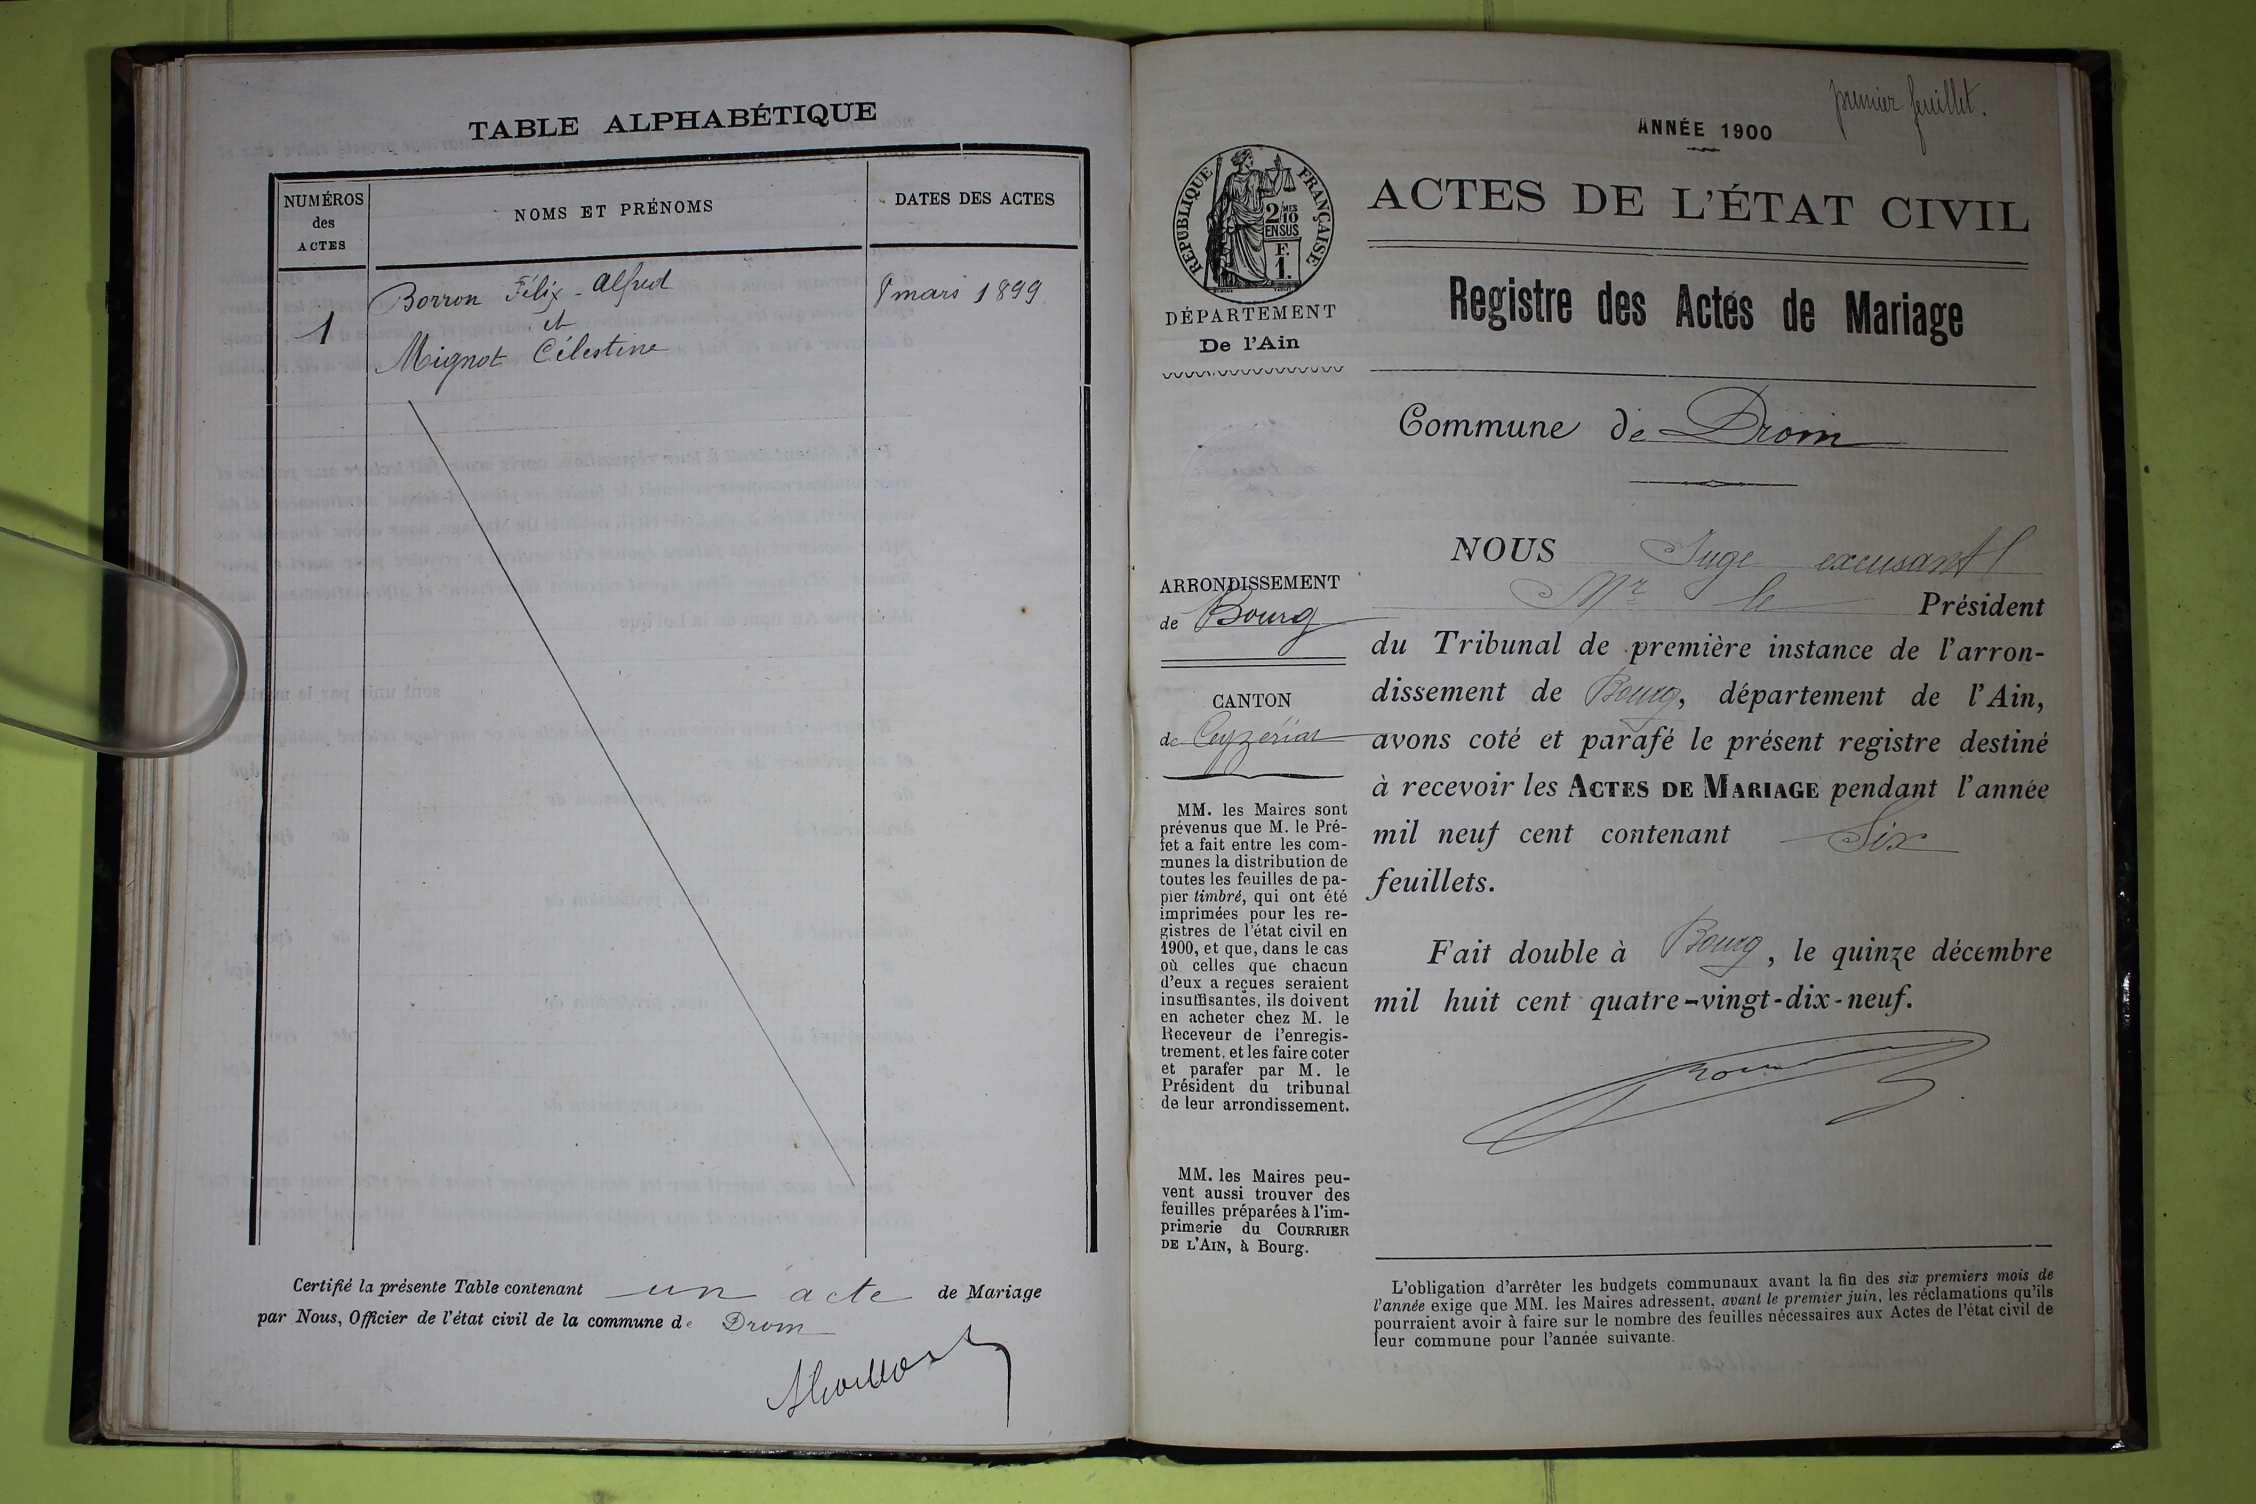 TABLE ALPHABÉTIQUE
NUMÉROS
des
ACTES
NOMS ET PRÉNOMS
DATES DES ACTES
Borron Félix-Alfred
et
Mignot Célestine
1
8 mars 1899
Certifié la présente Table contenant un acte de Mariage
par Nous, Officier de l'état civil de la commune de Drom
premier feuillet.
ANNÉE 1900
RÉPUBLIQUE FRANÇAISE
2/10 MES
EN SUS
F.
1.
DÉPARTEMENT
De l'Ain
ACTES DE L'ÉTAT CIVIL
Registre des Actes de Mariage
Commune de Drom
ARRONDISSEMENT
de Bourg
CANTON
de Ceyzériat
MM. les Maires sont
prévenus que M. le Pré-
fet a fait entre les com-
munes la distribution de
toutes les feuilles de pa-
pier timbré, qui ont été
imprimées pour les re-
gistres de l'état civil en
1900, et que, dans le cas
où celles que chacun
d'eux a reçues seraient
insuffisantes, ils doivent
en acheter chez M. le
Receveur de l'enregis-
trement, et les faire coter
et parafer par M. le
Président du tribunal
de leur arrondissement.
MM. les Maires peu-
vent aussi trouver des
feuilles préparées à l'im-
primerie du COURRIER
DE L'AIN, à Bourg.
NOUS Juge excusant
Mr le Président
du Tribunal de première instance de l'arron-
dissement de Bourg, département de l'Ain,
avons coté et parafé le présent registre destiné
à recevoir les ACTES DE MARIAGE pendant l'année
mil neuf cent contenant Six
feuillets.
Fait double à Bourg, le quinze décembre
mil huit cent quatre-vingt-dix-neuf.
L'obligation d'arrêter les budgets communaux avant la fin des six premiers mois de
l'année exige que MM. les Maires adressent, avant le premier juin, les réclamations qu'ils
pourraient avoir à faire sur le nombre des feuilles nécessaires aux Actes de l'état civil de
leur commune pour l'année suivante.